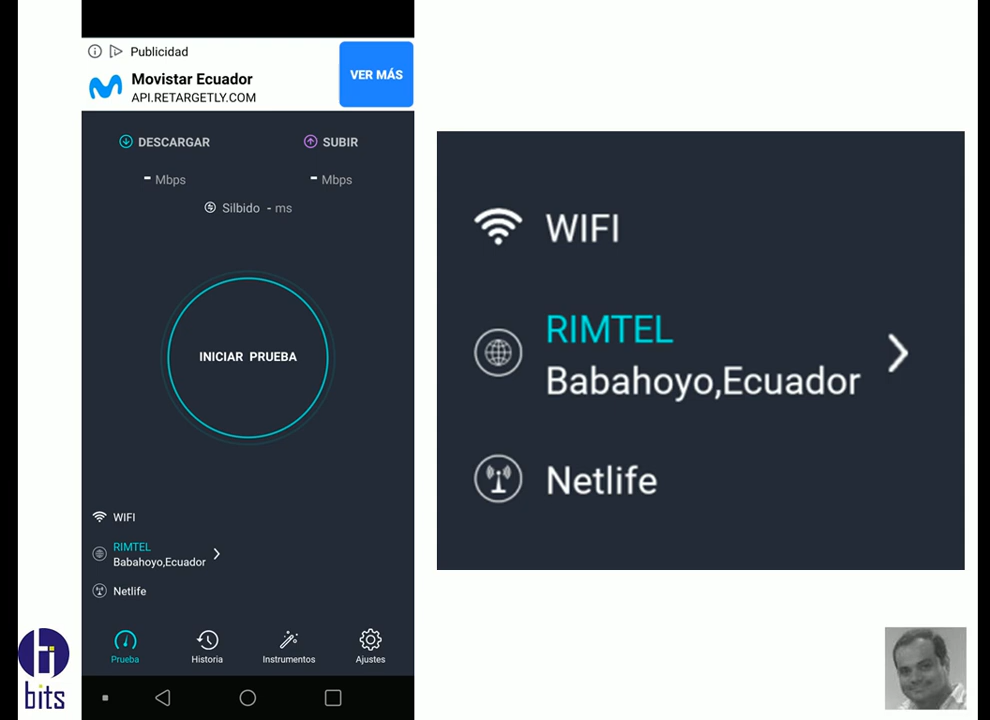 Publicidad
Movistar Ecuador
API.RETARGETLY.COM
VER MÁS
DESCARGAR
SUBIR
- Mbps
- Mbps
Silbido - ms
INICIAR PRUEBA
WIFI
RIMTEL
Babahoyo,Ecuador
Netlife
Prueba
Historia
Instrumentos
Ajustes
WIFI
RIMTEL
Babahoyo,Ecuador
Netlife
bits